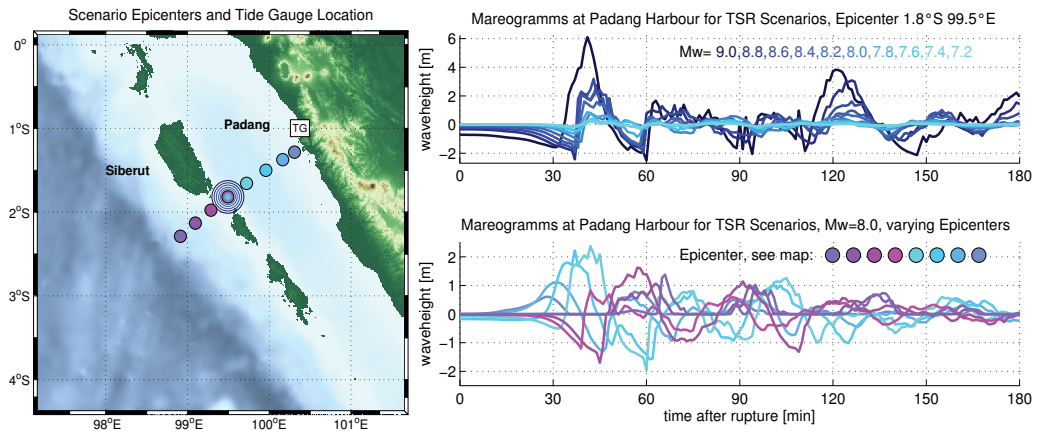 Scenario Epicenters and Tide Gauge Location
0°
1°S
2°S
3°S
4°S
98°E
99°E
100°E
101°E
Padang
TG
Siberut
Mareogramms at Padang Harbour for TSR Scenarios, Epicenter 1.8°S 99.5°E
Mw= 9.0,8.8,8.6,8.4,8.2,8.0,7.8,7.6,7.4,7.2
waveheight [m]
6
4
2
0
−2
0
30
60
90
120
147
150
180
Mareogramms at Padang Harbour for TSR Scenarios, Mw=8.0, varying Epicenters
Epicenter, see map:
waveheight [m]
2
1
0
−1
−2
0
30
60
90
120
150
180
time after rupture [min]